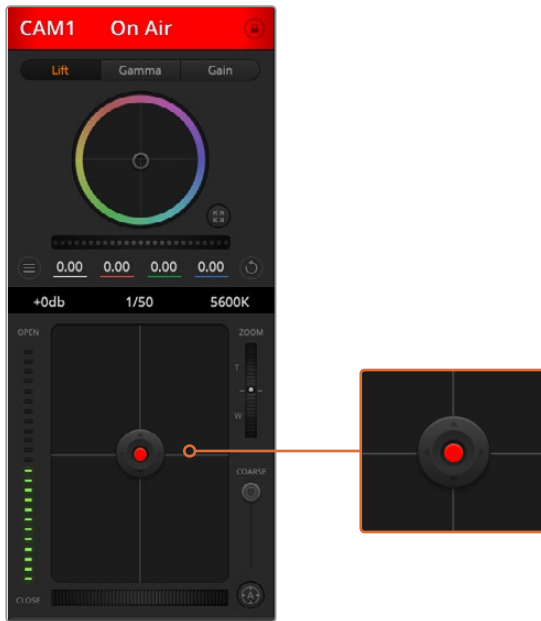 CAM1 On Air
Lift Gamma Gain
0.00 0.00 0.00 0.00
+0db 1/50 5600K
OPEN ZOOM
T
W
COARSE
CLOSE A